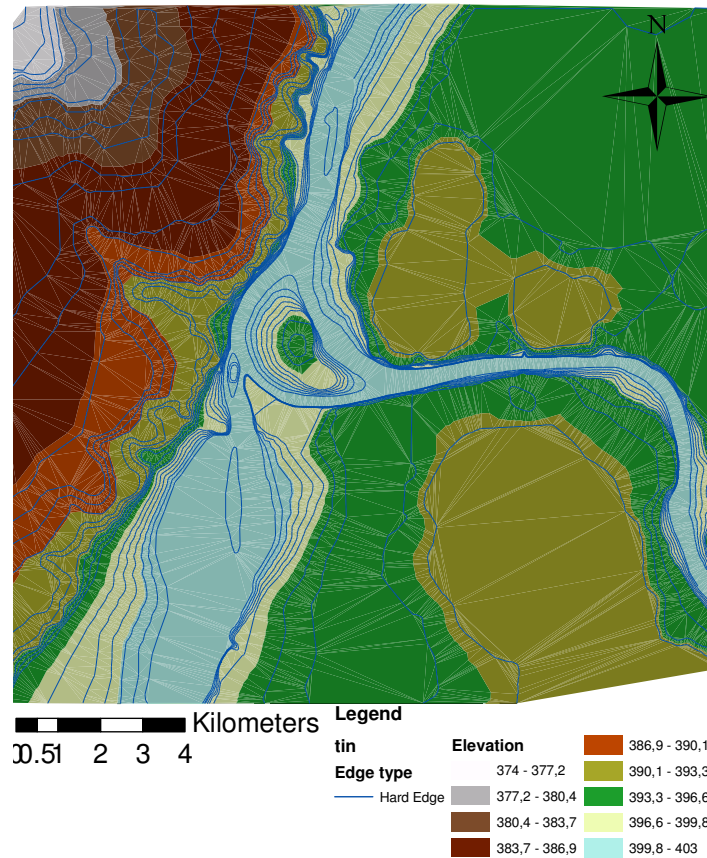 N
Kilometers
0 0.5 1 2 3 4
Legend
tin
Edge type
Hard Edge
Elevation
374 - 377,2
377,2 - 380,4
380,4 - 383,7
383,7 - 386,9
386,9 - 390,1
390,1 - 393,3
393,3 - 396,6
396,6 - 399,8
399,8 - 403